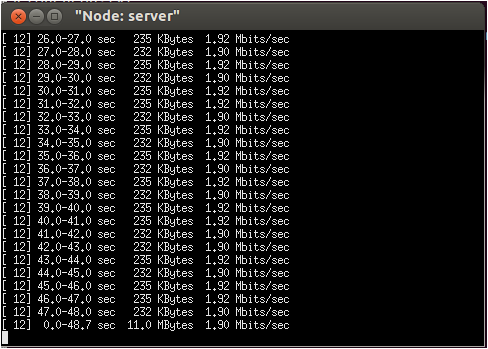 "Node: server"
[ 12] 26.0-27.0 sec   235 KBytes  1.92 Mbits/sec
[ 12] 27.0-28.0 sec   232 KBytes  1.90 Mbits/sec
[ 12] 28.0-29.0 sec   235 KBytes  1.92 Mbits/sec
[ 12] 29.0-30.0 sec   232 KBytes  1.90 Mbits/sec
[ 12] 30.0-31.0 sec   235 KBytes  1.92 Mbits/sec
[ 12] 31.0-32.0 sec   235 KBytes  1.92 Mbits/sec
[ 12] 32.0-33.0 sec   232 KBytes  1.90 Mbits/sec
[ 12] 33.0-34.0 sec   235 KBytes  1.92 Mbits/sec
[ 12] 34.0-35.0 sec   232 KBytes  1.90 Mbits/sec
[ 12] 35.0-36.0 sec   235 KBytes  1.92 Mbits/sec
[ 12] 36.0-37.0 sec   232 KBytes  1.90 Mbits/sec
[ 12] 37.0-38.0 sec   235 KBytes  1.92 Mbits/sec
[ 12] 38.0-39.0 sec   232 KBytes  1.90 Mbits/sec
[ 12] 39.0-40.0 sec   235 KBytes  1.92 Mbits/sec
[ 12] 40.0-41.0 sec   235 KBytes  1.92 Mbits/sec
[ 12] 41.0-42.0 sec   232 KBytes  1.90 Mbits/sec
[ 12] 42.0-43.0 sec   232 KBytes  1.90 Mbits/sec
[ 12] 43.0-44.0 sec   235 KBytes  1.92 Mbits/sec
[ 12] 44.0-45.0 sec   232 KBytes  1.90 Mbits/sec
[ 12] 45.0-46.0 sec   235 KBytes  1.92 Mbits/sec
[ 12] 46.0-47.0 sec   235 KBytes  1.92 Mbits/sec
[ 12] 47.0-48.0 sec   232 KBytes  1.90 Mbits/sec
[ 12]  0.0-48.7 sec  11.0 MBytes  1.90 Mbits/sec